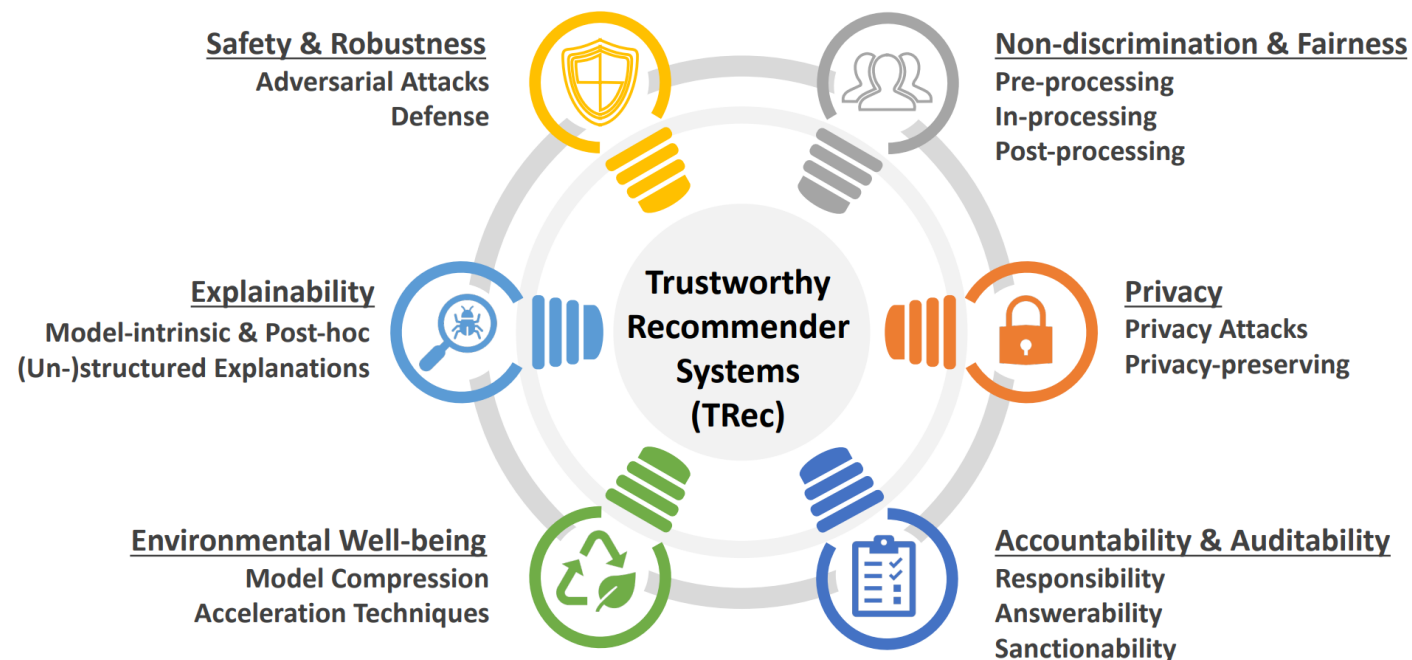 Safety & Robustness
Adversarial Attacks
Defense
Non-discrimination & Fairness
Pre-processing
In-processing
Post-processing
Explainability
Model-intrinsic & Post-hoc
(Un-)structured Explanations
Trustworthy
Recommender
Systems
(TRec)
Privacy
Privacy Attacks
Privacy-preserving
Environmental Well-being
Model Compression
Acceleration Techniques
Accountability & Auditability
Responsibility
Answerability
Sanctionability